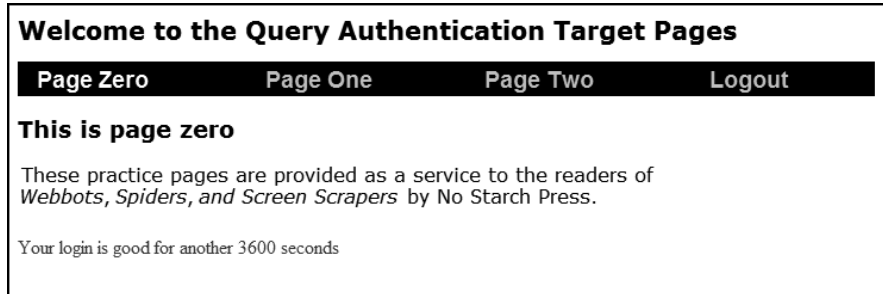 Welcome to the Query Authentication Target Pages
Page Zero Page One Page Two Logout
This is page zero
These practice pages are provided as a service to the readers of
Webbots, Spiders, and Screen Scrapers by No Starch Press.
Your login is good for another 3600 seconds